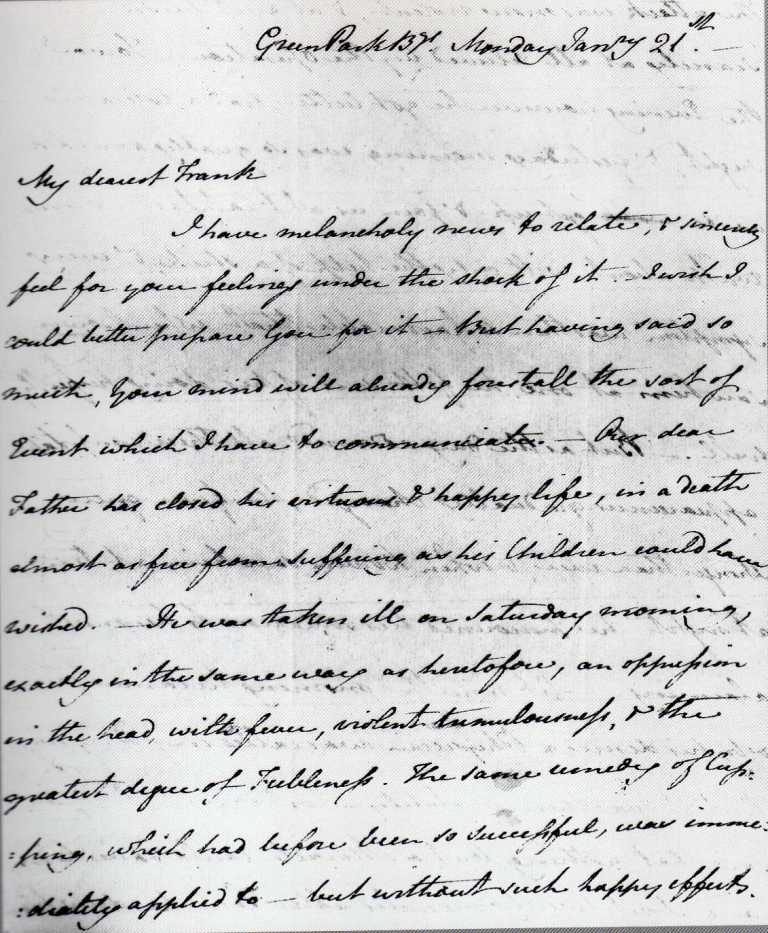 Green Park Bgs. Monday Janry 21st. —
My dearest Frank
I have melancholy news to relate, & sincerely
feel for your feelings under the shock of it. — I wish I
could better prepare You for it. — But having said so
much, Your mind will already forestall the sort of
Event which I have to communicate. — Our dear
Father has closed his virtuous & happy life, in a death
almost as free from suffering as his Children could have
wished. — He was taken ill on Saturday morning,
exactly in the same way as heretofore, an oppression
in the head, with fever, violent tremulousness, & the
greatest degree of Feebleness. The same remedy of Cup:
:ping, which had before been so successful, was imme:
:diately applied to — but without such happy effects.